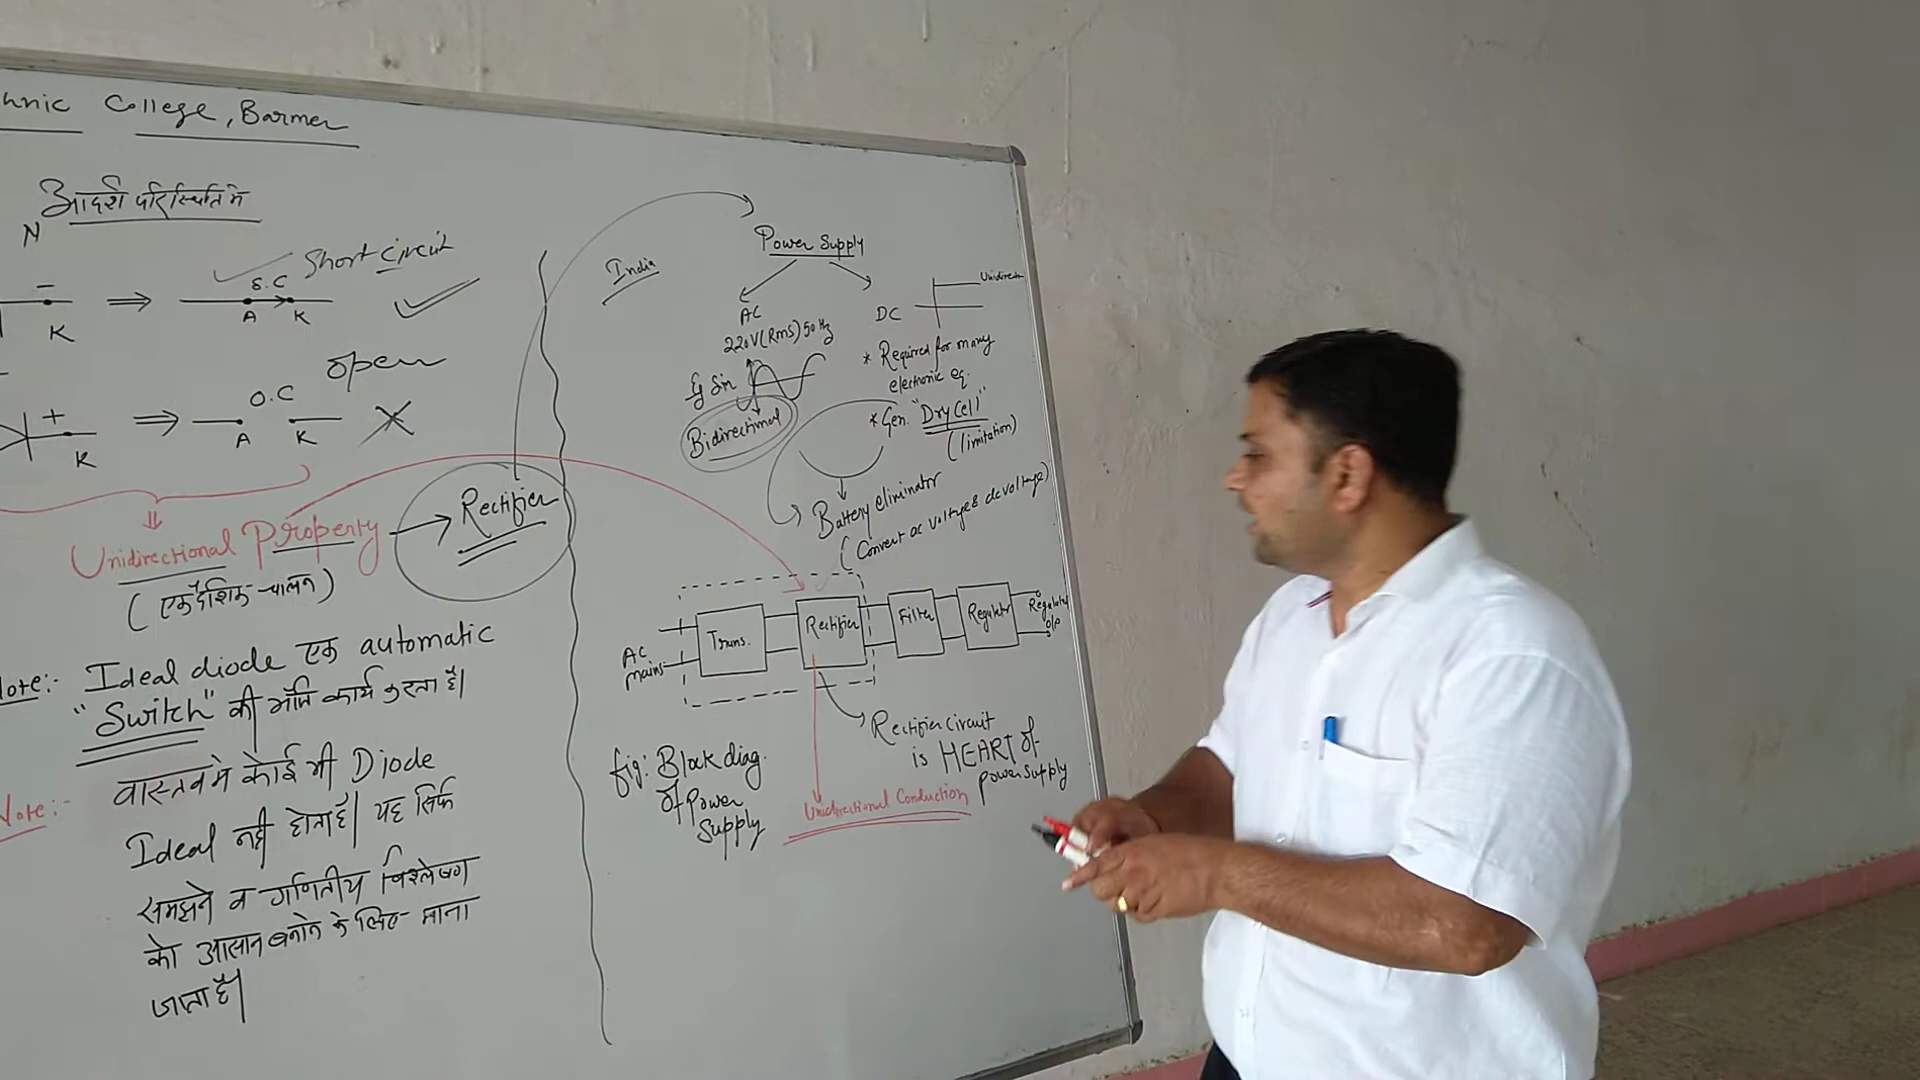 hnic College, Barmer
आदर्श परिस्थिति में
N
Short Circuit
S.C
-
K
A K
open
O.C
+
K
A K
Unidirectional Property
(एकदैशिक-चालन)
Rectifier
Note:- Ideal diode एक automatic
"Switch" की भाँति कार्य करता है।
Note:- वास्तव मे कोई भी Diode
Ideal नही होता है। यह सिर्फ
समझने व गणितीय विश्लेषण
को आसान बनाने के लिए माना
जाता है।
India
Power Supply
AC
220V(RMS) 50 Hz
Sin
Bidirectional
DC
Unidirectn
* Required for many
electronic eq.
* Gen. "Dry Cell"
(limitation)
Battery eliminator
(Convert ac voltage dc voltage)
AC
mains
Trans.
Rectifier
Filter
Regulator
Regulated
o/p
Rectifier Circuit
is HEART of
power supply
fig: Block diag.
of Power
Supply
Unidirectional Conduction